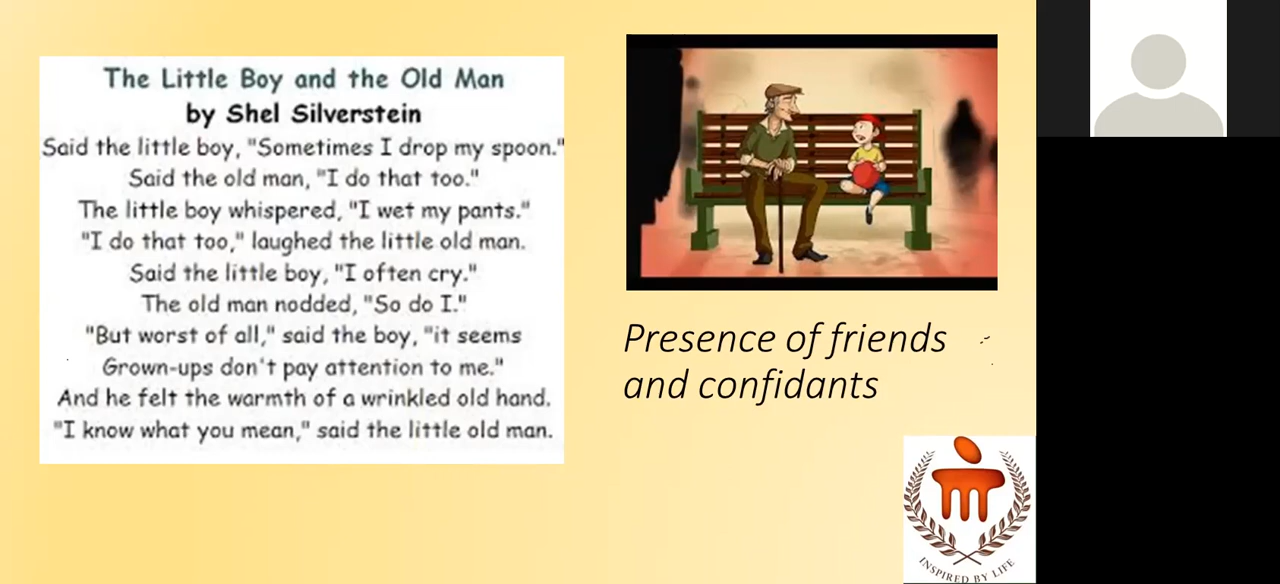 The Little Boy and the Old Man
by Shel Silverstein
Said the little boy, "Sometimes I drop my spoon."
Said the old man, "I do that too."
The little boy whispered, "I wet my pants."
"I do that too," laughed the little old man.
Said the little boy, "I often cry."
The old man nodded, "So do I."
"But worst of all," said the boy, "it seems
Grown-ups don't pay attention to me."
And he felt the warmth of a wrinkled old hand.
"I know what you mean," said the little old man.
Presence of friends
and confidants
INSPIRED BY LIFE